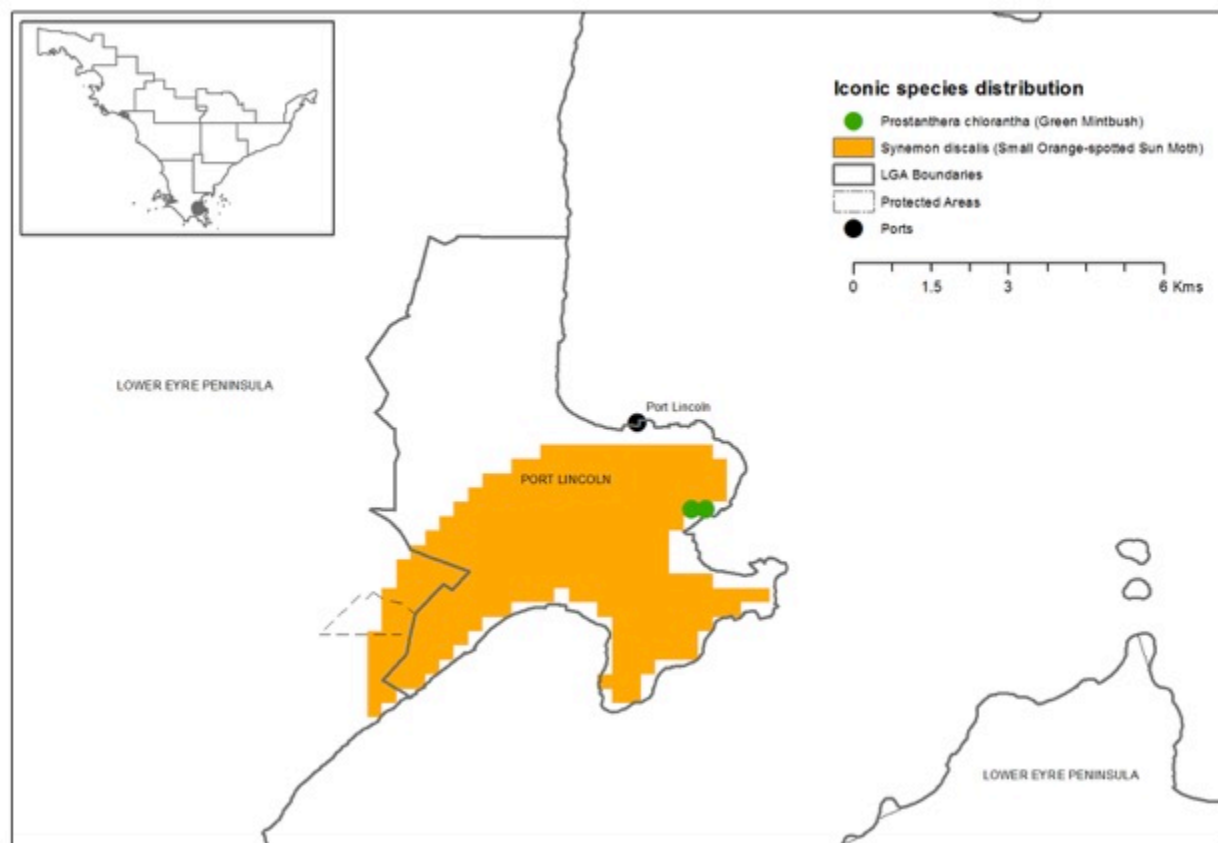 Iconic species distribution
Prostanthera chlorantha (Green Mintbush)
Synemon discalis (Small Orange-spotted Sun Moth)
LGA Boundaries
Protected Areas
Ports
0 1.5 3 6 Kms
LOWER EYRE PENINSULA
Port Lincoln
PORT LINCOLN
LOWER EYRE PENINSULA